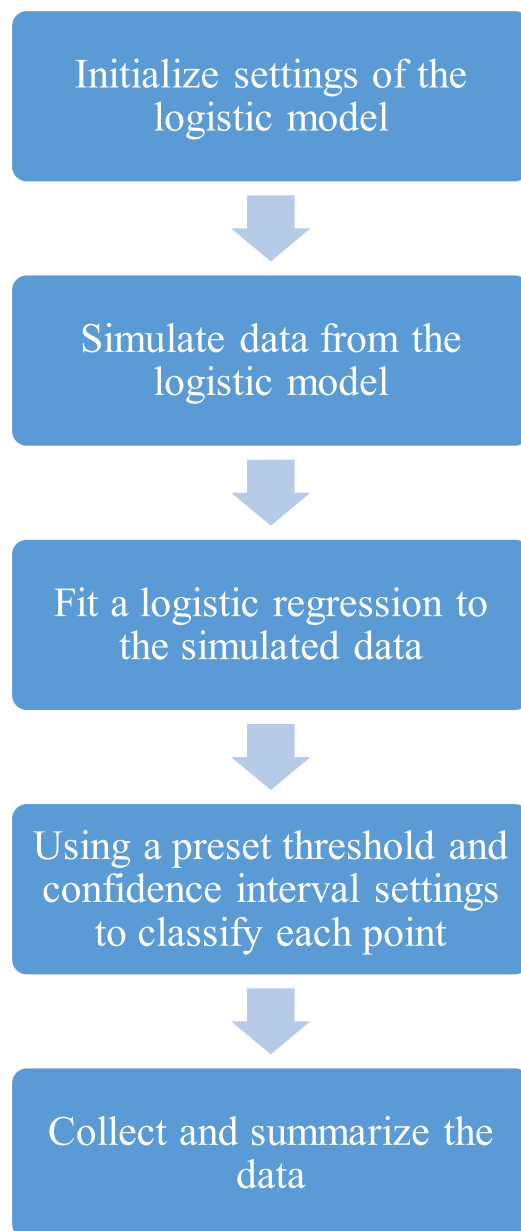 Initialize settings of the
logistic model
Simulate data from the
logistic model
Fit a logistic regression to
the simulated data
Using a preset threshold and
confidence interval settings
to classify each point
Collect and summarize the
data